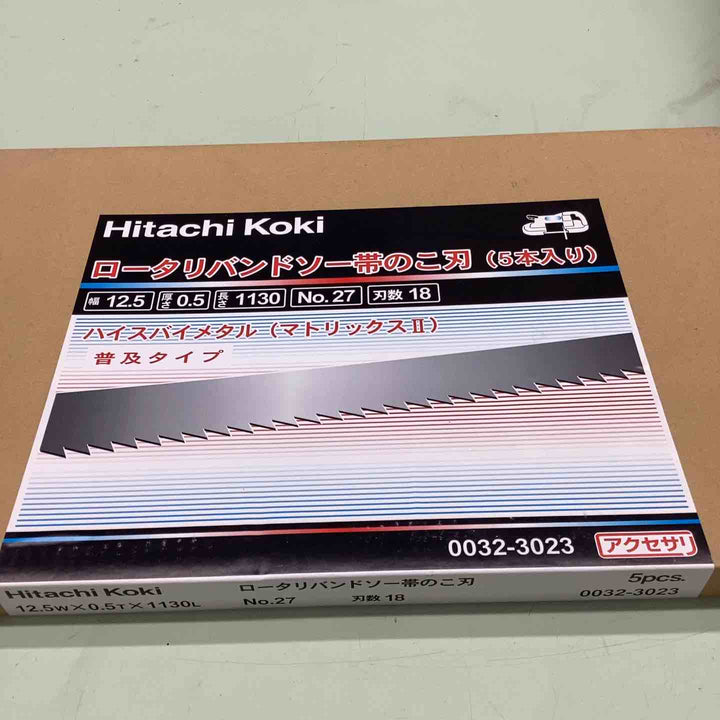 Hitachi Koki
ロータリバンドソー帯のこ刃(5本入り)
幅 12.5 厚さ 0.5 長さ 1130 No.27 刃数 18
ハイスバイメタル(マトリックスⅡ)
普及タイプ
0032-3023 アクセサリ
Hitachi Koki ロータリバンドソー帯のこ刃 5pcs.
12.5W×0.5T×1130L No.27 刃数 18 0032-3023